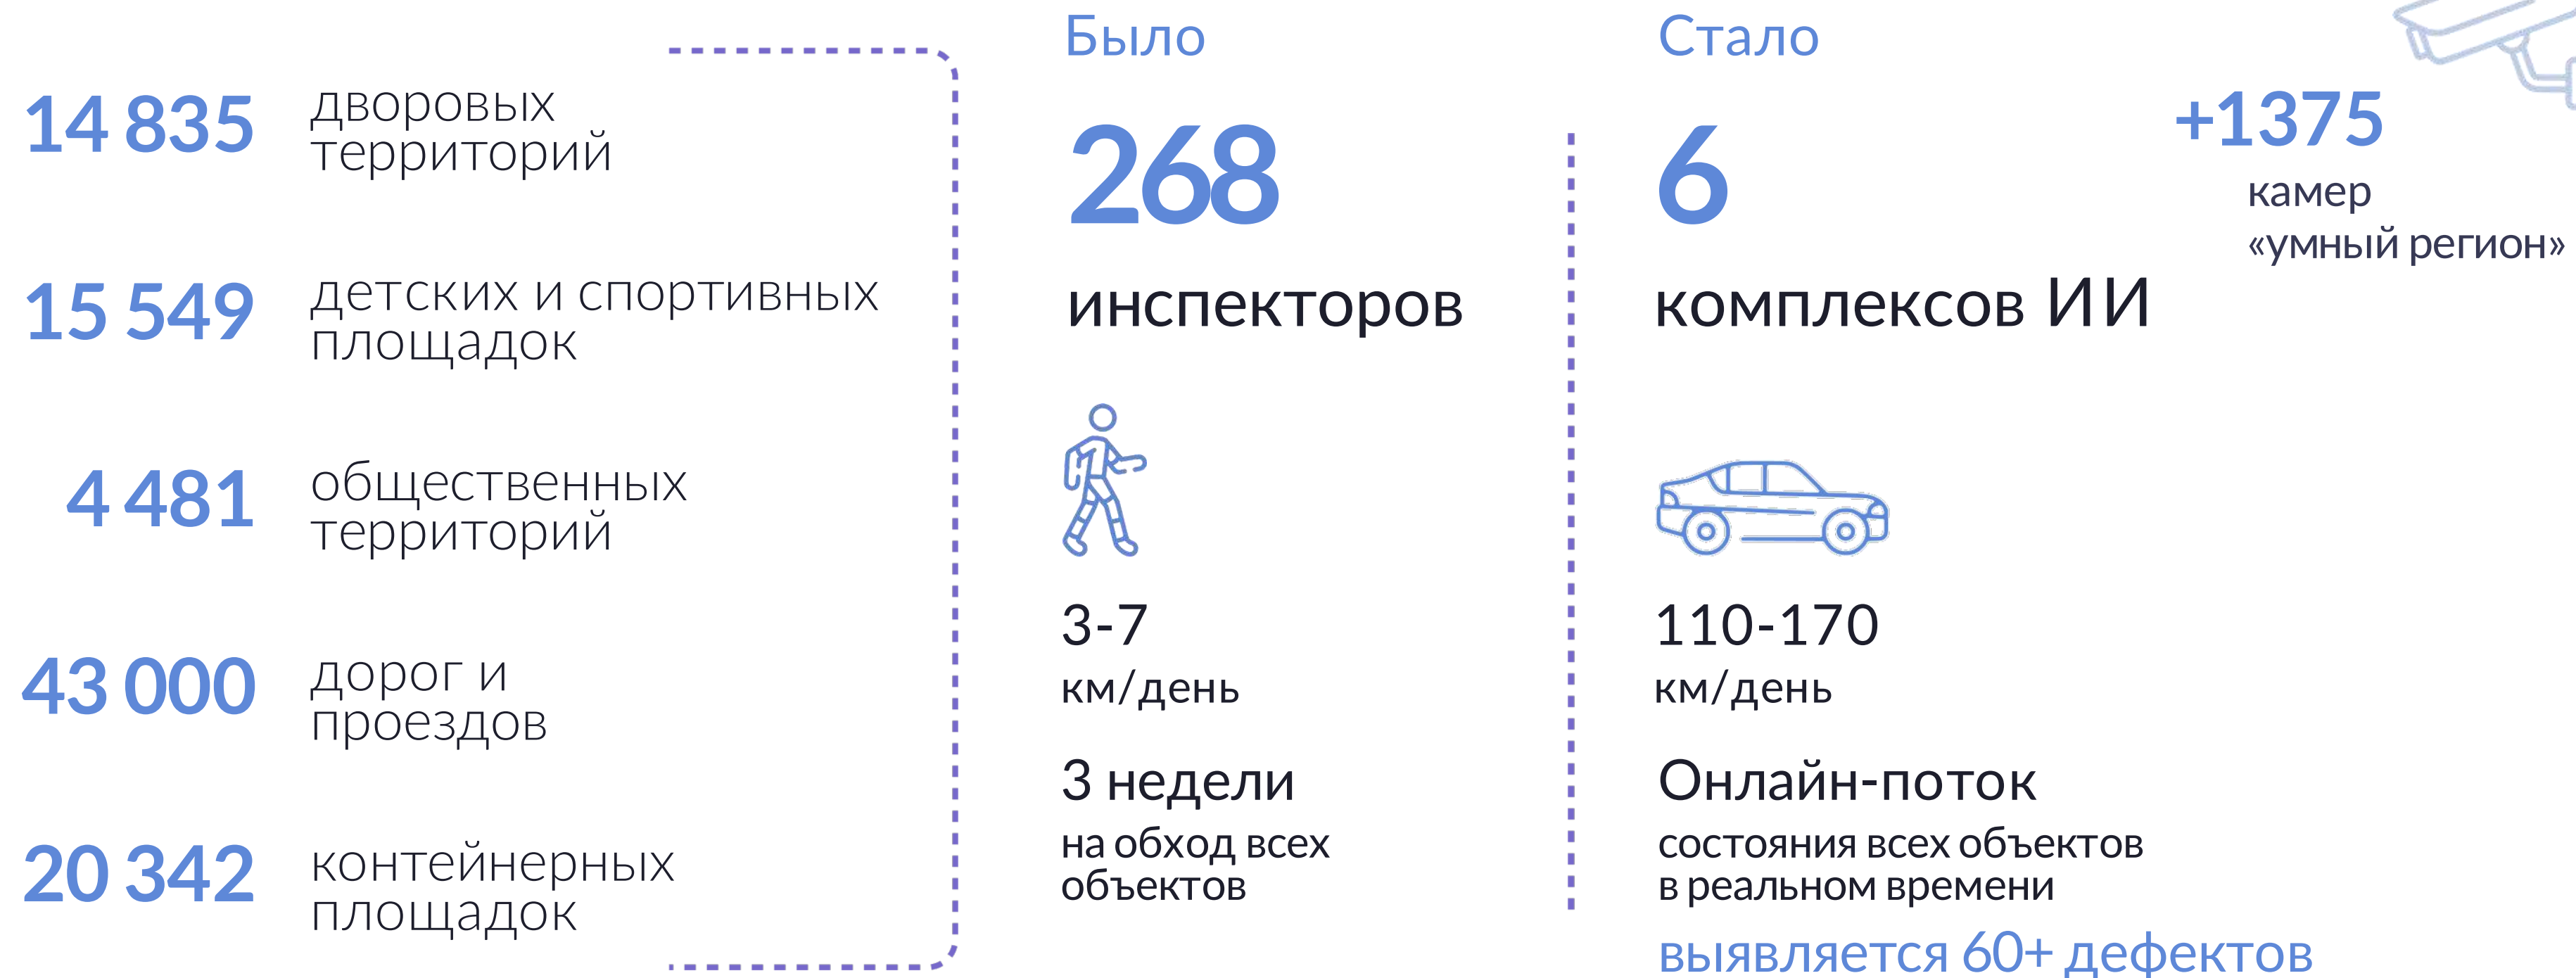 14 835
дворовых
территорий
15 549
детских и спортивных
площадок
4 481
общественных
территорий
43 000
дорог и
проездов
20 342
контейнерных
площадок
Было
268
инспекторов
3-7
км/день
3 недели
на обход всех
объектов
Стало
6
комплексов ИИ
110-170
км/день
Онлайн-поток
состояния всех объектов
в реальном времени
выявляется 60+ дефектов
+1375
камер
«умный регион»